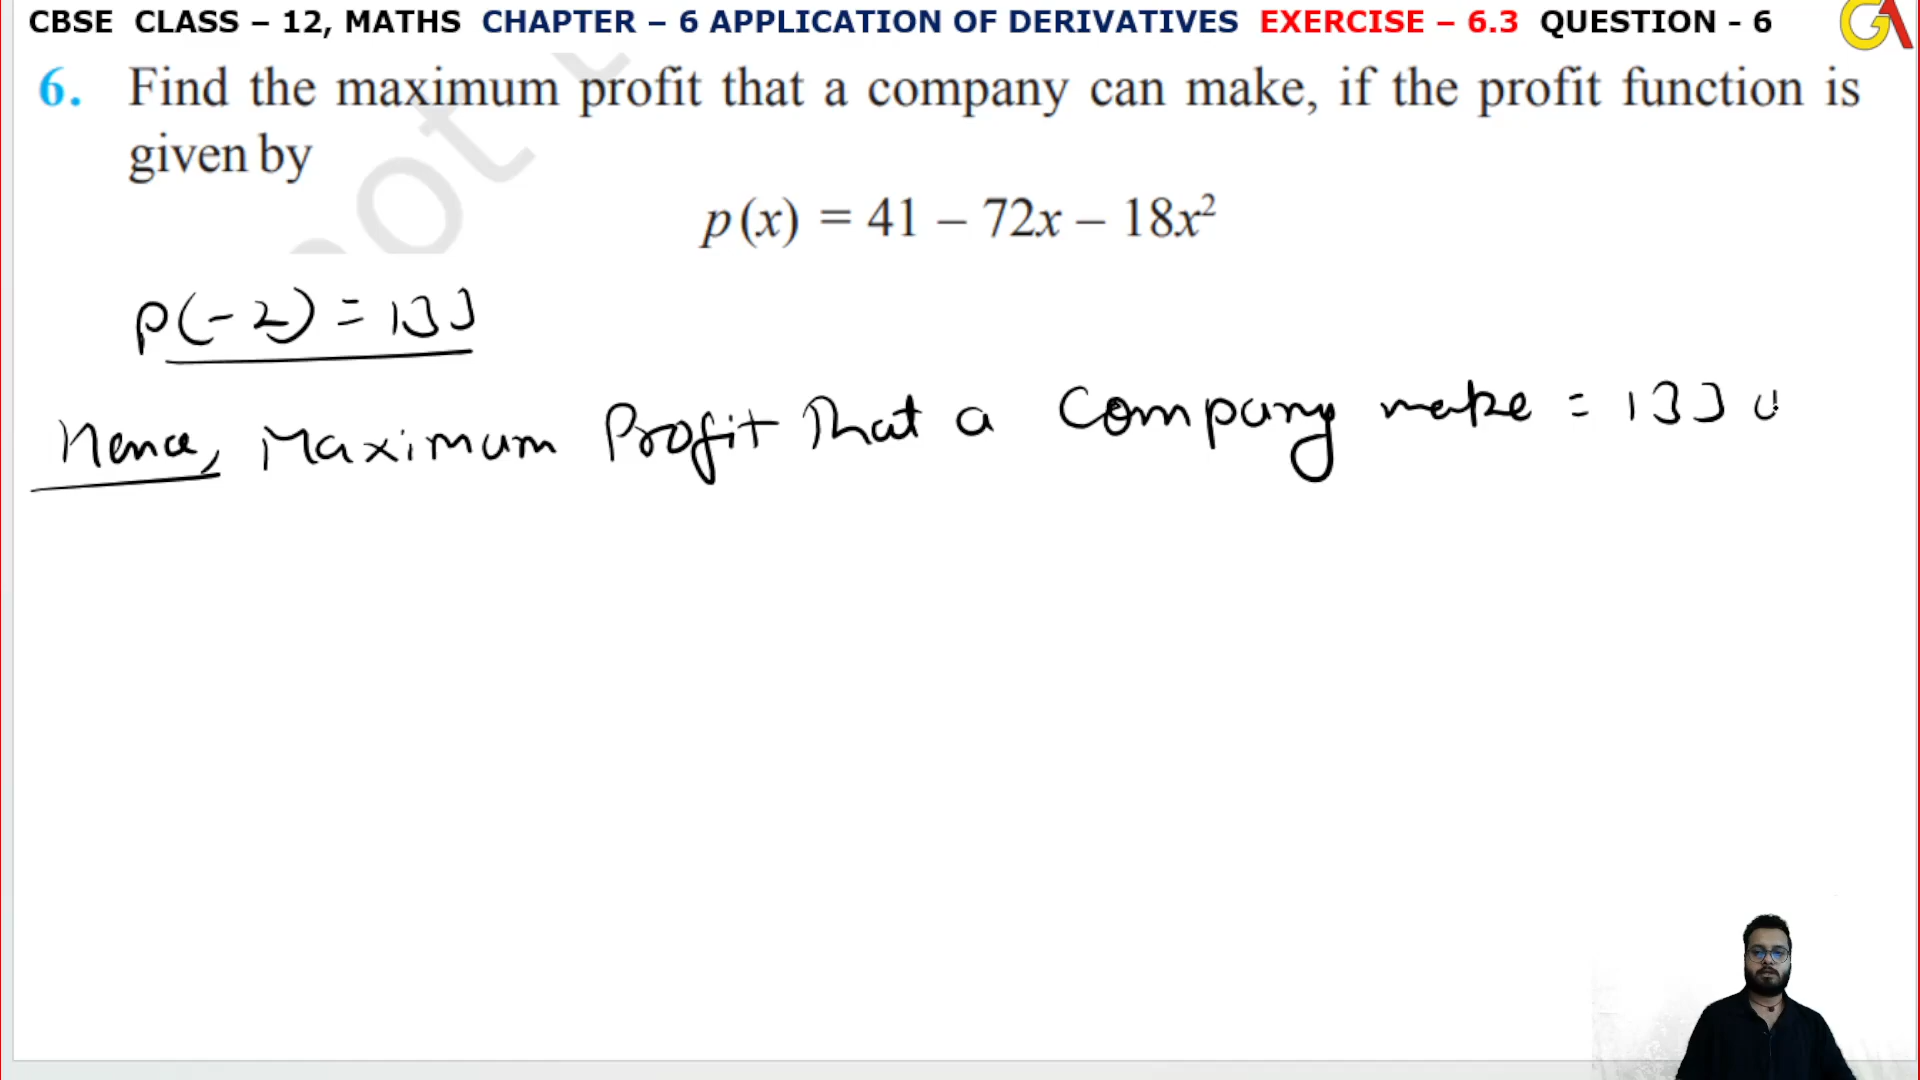 CBSE CLASS – 12, MATHS CHAPTER – 6 APPLICATION OF DERIVATIVES EXERCISE – 6.3 QUESTION - 6
6. Find the maximum profit that a company can make, if the profit function is
given by
p(x) = 41 – 72x – 18x²
P(-2) = 133
Hence, Maximum Profit That a Company make = 133 u